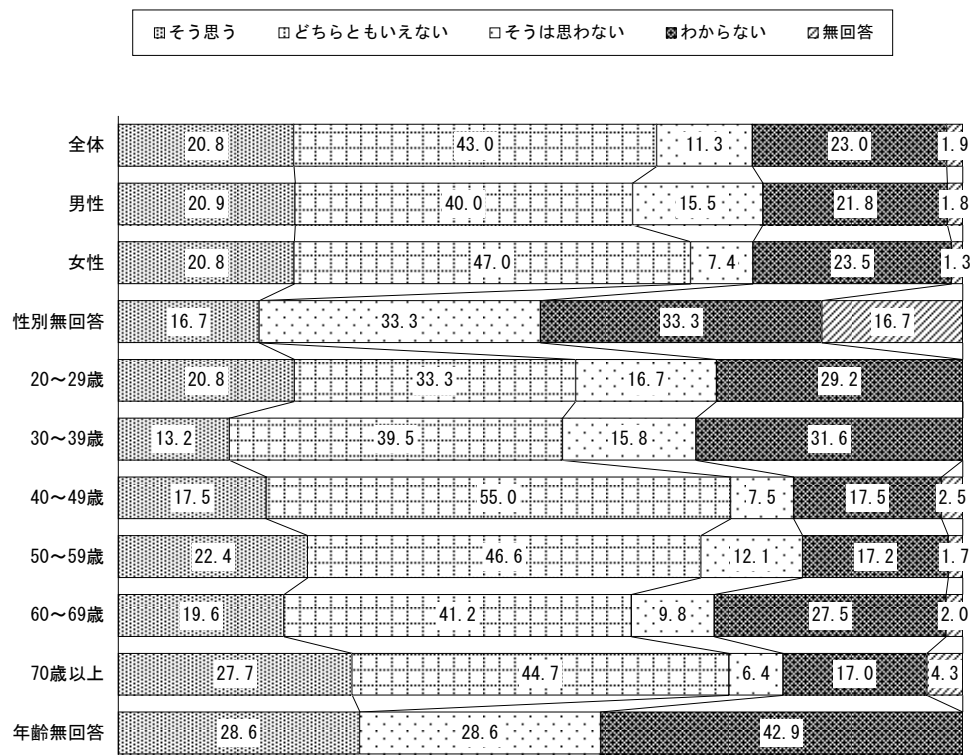 そう思う どちらともいえない そうは思わない わからない 無回答
全体 20.8 43.0 11.3 23.0 1.9
男性 20.9 40.0 15.5 21.8 1.8
女性 20.8 47.0 7.4 23.5 1.3
性別無回答 16.7 33.3 33.3 16.7
20～29歳 20.8 33.3 16.7 29.2
30～39歳 13.2 39.5 15.8 31.6
40～49歳 17.5 55.0 7.5 17.5 2.5
50～59歳 22.4 46.6 12.1 17.2 1.7
60～69歳 19.6 41.2 9.8 27.5 2.0
70歳以上 27.7 44.7 6.4 17.0 4.3
年齢無回答 28.6 28.6 42.9